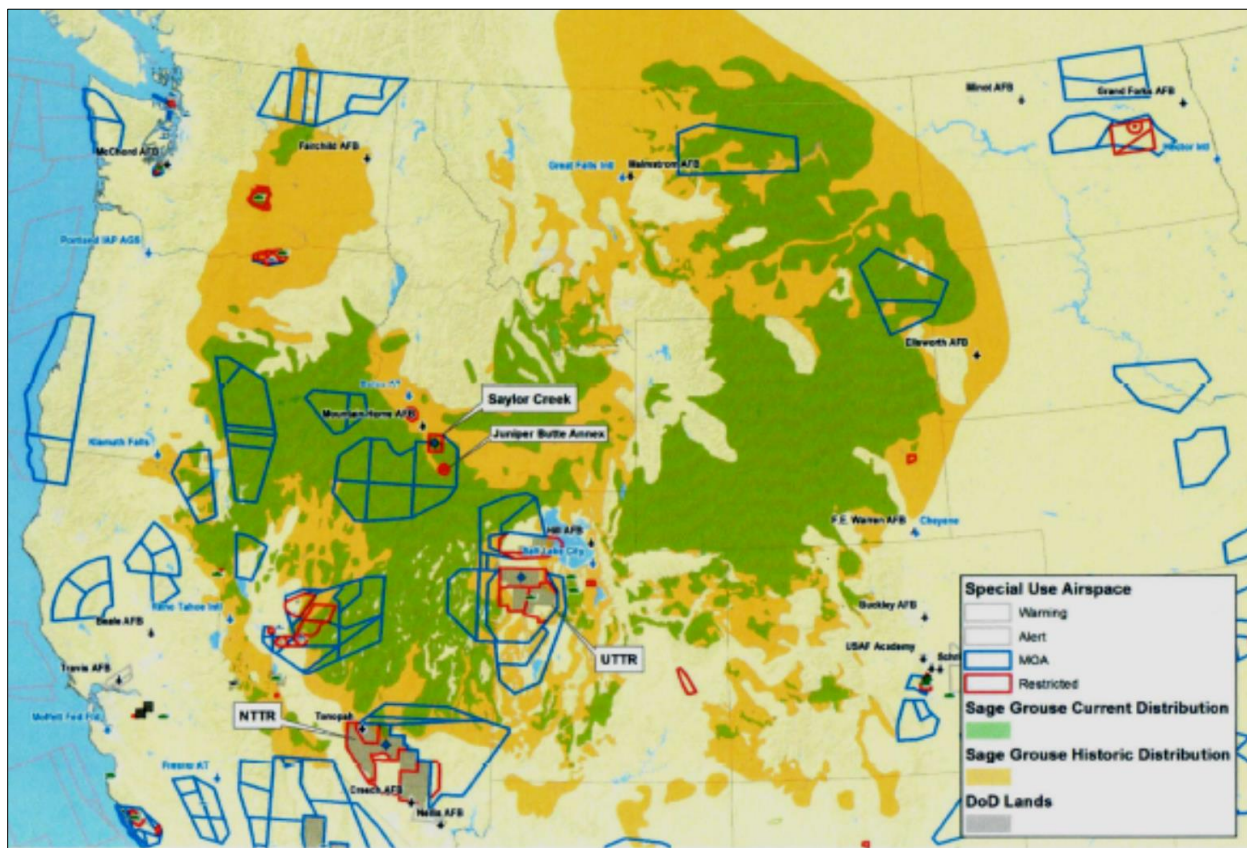 Minot AFB
Grand Forks AFB
McChord AFB
Fairchild AFB
Great Falls Intl
Malmstrom AFB
Hector Intl
Portland IAP AGB
Ellsworth AFB
Saylor Creek
Mountain Home AFB
Juniper Butte Annex
Klamath Falls
F.E. Warren AFB
Cheyene
Hill AFB
Salt Lake City
Special Use Airspace
Warning
Alert
MOA
Restricted
Sage Grouse Current Distribution
Sage Grouse Historic Distribution
DoD Lands
Reno Tahoe Intl
Beale AFB
Buckley AFB
USAF Academy
Schri
UTTR
Travis AFB
NTTR
Tonopah
Moffett Fed Fld
Fresno AT
Creech AFB
Nellis AFB